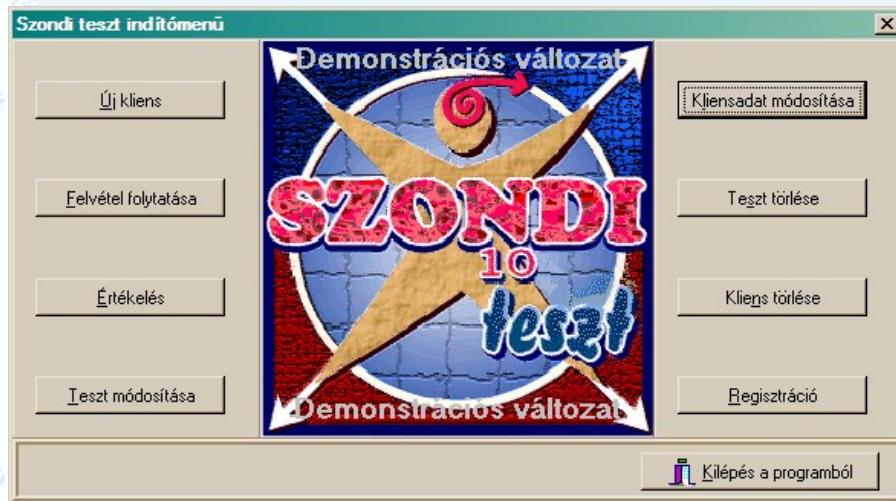 Szondi teszt indítómenü
Új kliens
Felvétel folytatása
Értékelés
Teszt módosítása
Demonstrációs változat
SZONDI
10
teszt
Demonstrációs változat
Kliensadat módosítása
Teszt törlése
Kliens törlése
Regisztráció
Kilépés a programból